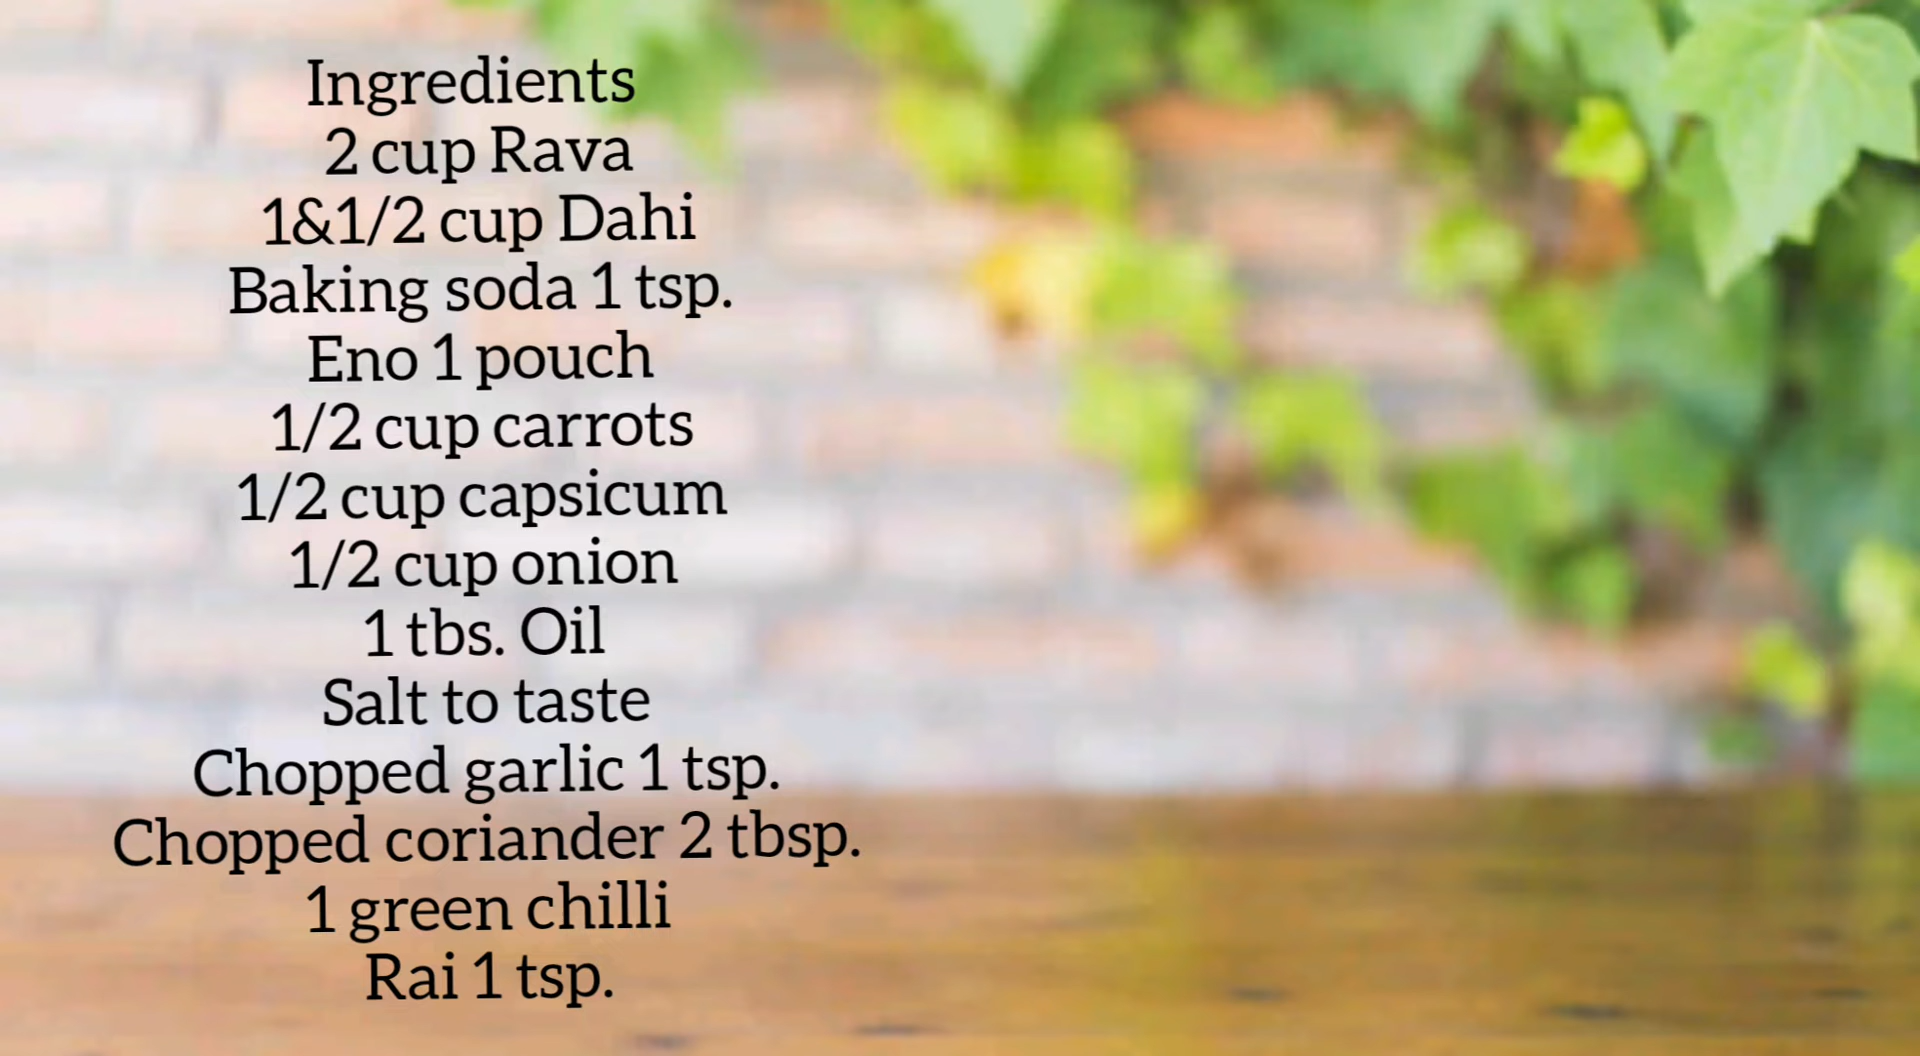 Ingredients
2 cup Rava
1&1/2 cup Dahi
Baking soda 1 tsp.
Eno 1 pouch
1/2 cup carrots
1/2 cup capsicum
1/2 cup onion
1 tbs. Oil
Salt to taste
Chopped garlic 1 tsp.
Chopped coriander 2 tbsp.
1 green chilli
Rai 1 tsp.